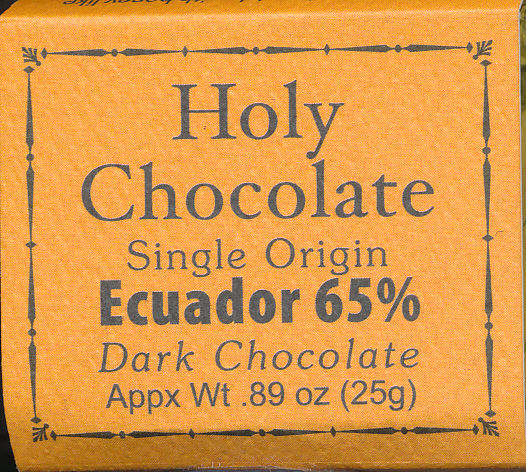 Holy
Chocolate
Single Origin
Ecuador 65%
Dark Chocolate
Appx Wt .89 oz (25g)